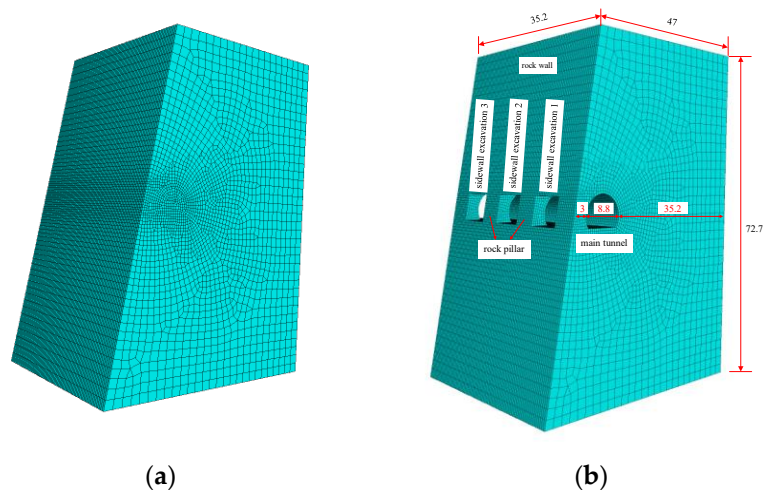 35.2
47
rock wall
sidewall excavation 3
sidewall excavation 2
sidewall excavation 1
3
8.8
35.2
72.7
rock pillar
main tunnel
(a)
(b)